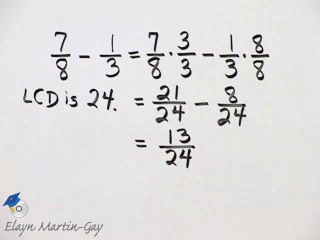 7/8 - 1/3 = 7/8 · 3/3 - 1/3 · 8/8
LCD is 24. = 21/24 - 8/24
= 13/24
Elayn Martin-Gay